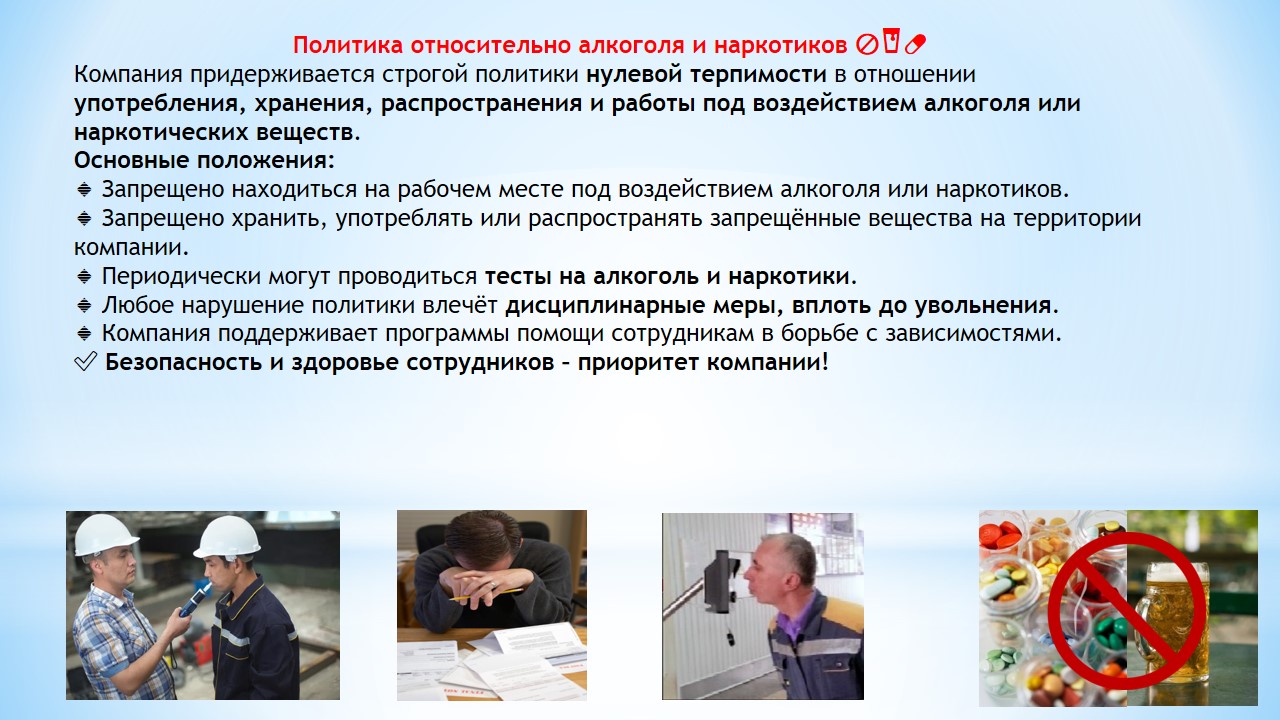 Политика относительно алкоголя и наркотиков 🚫🥤💊
Компания придерживается строгой политики нулевой терпимости в отношении
употребления, хранения, распространения и работы под воздействием алкоголя или
наркотических веществ.
Основные положения:
🔹 Запрещено находиться на рабочем месте под воздействием алкоголя или наркотиков.
🔹 Запрещено хранить, употреблять или распространять запрещённые вещества на территории
компании.
🔹 Периодически могут проводиться тесты на алкоголь и наркотики.
🔹 Любое нарушение политики влечёт дисциплинарные меры, вплоть до увольнения.
🔹 Компания поддерживает программы помощи сотрудникам в борьбе с зависимостями.
✅ Безопасность и здоровье сотрудников – приоритет компании!